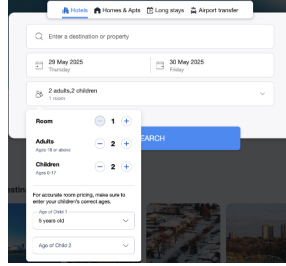 Hotels Homes & Apts Long stays Airport transfer
Enter a destination or property
29 May 2025
Thursday
30 May 2025
Friday
2 adults,2 children
1 room
Room 1
Adults
Ages 18 or above
2
Children
Ages 0-17
2
SEARCH
For accurate room pricing, make sure to
enter your children's correct ages.
Age of Child 1
6 years old
Age of Child 2